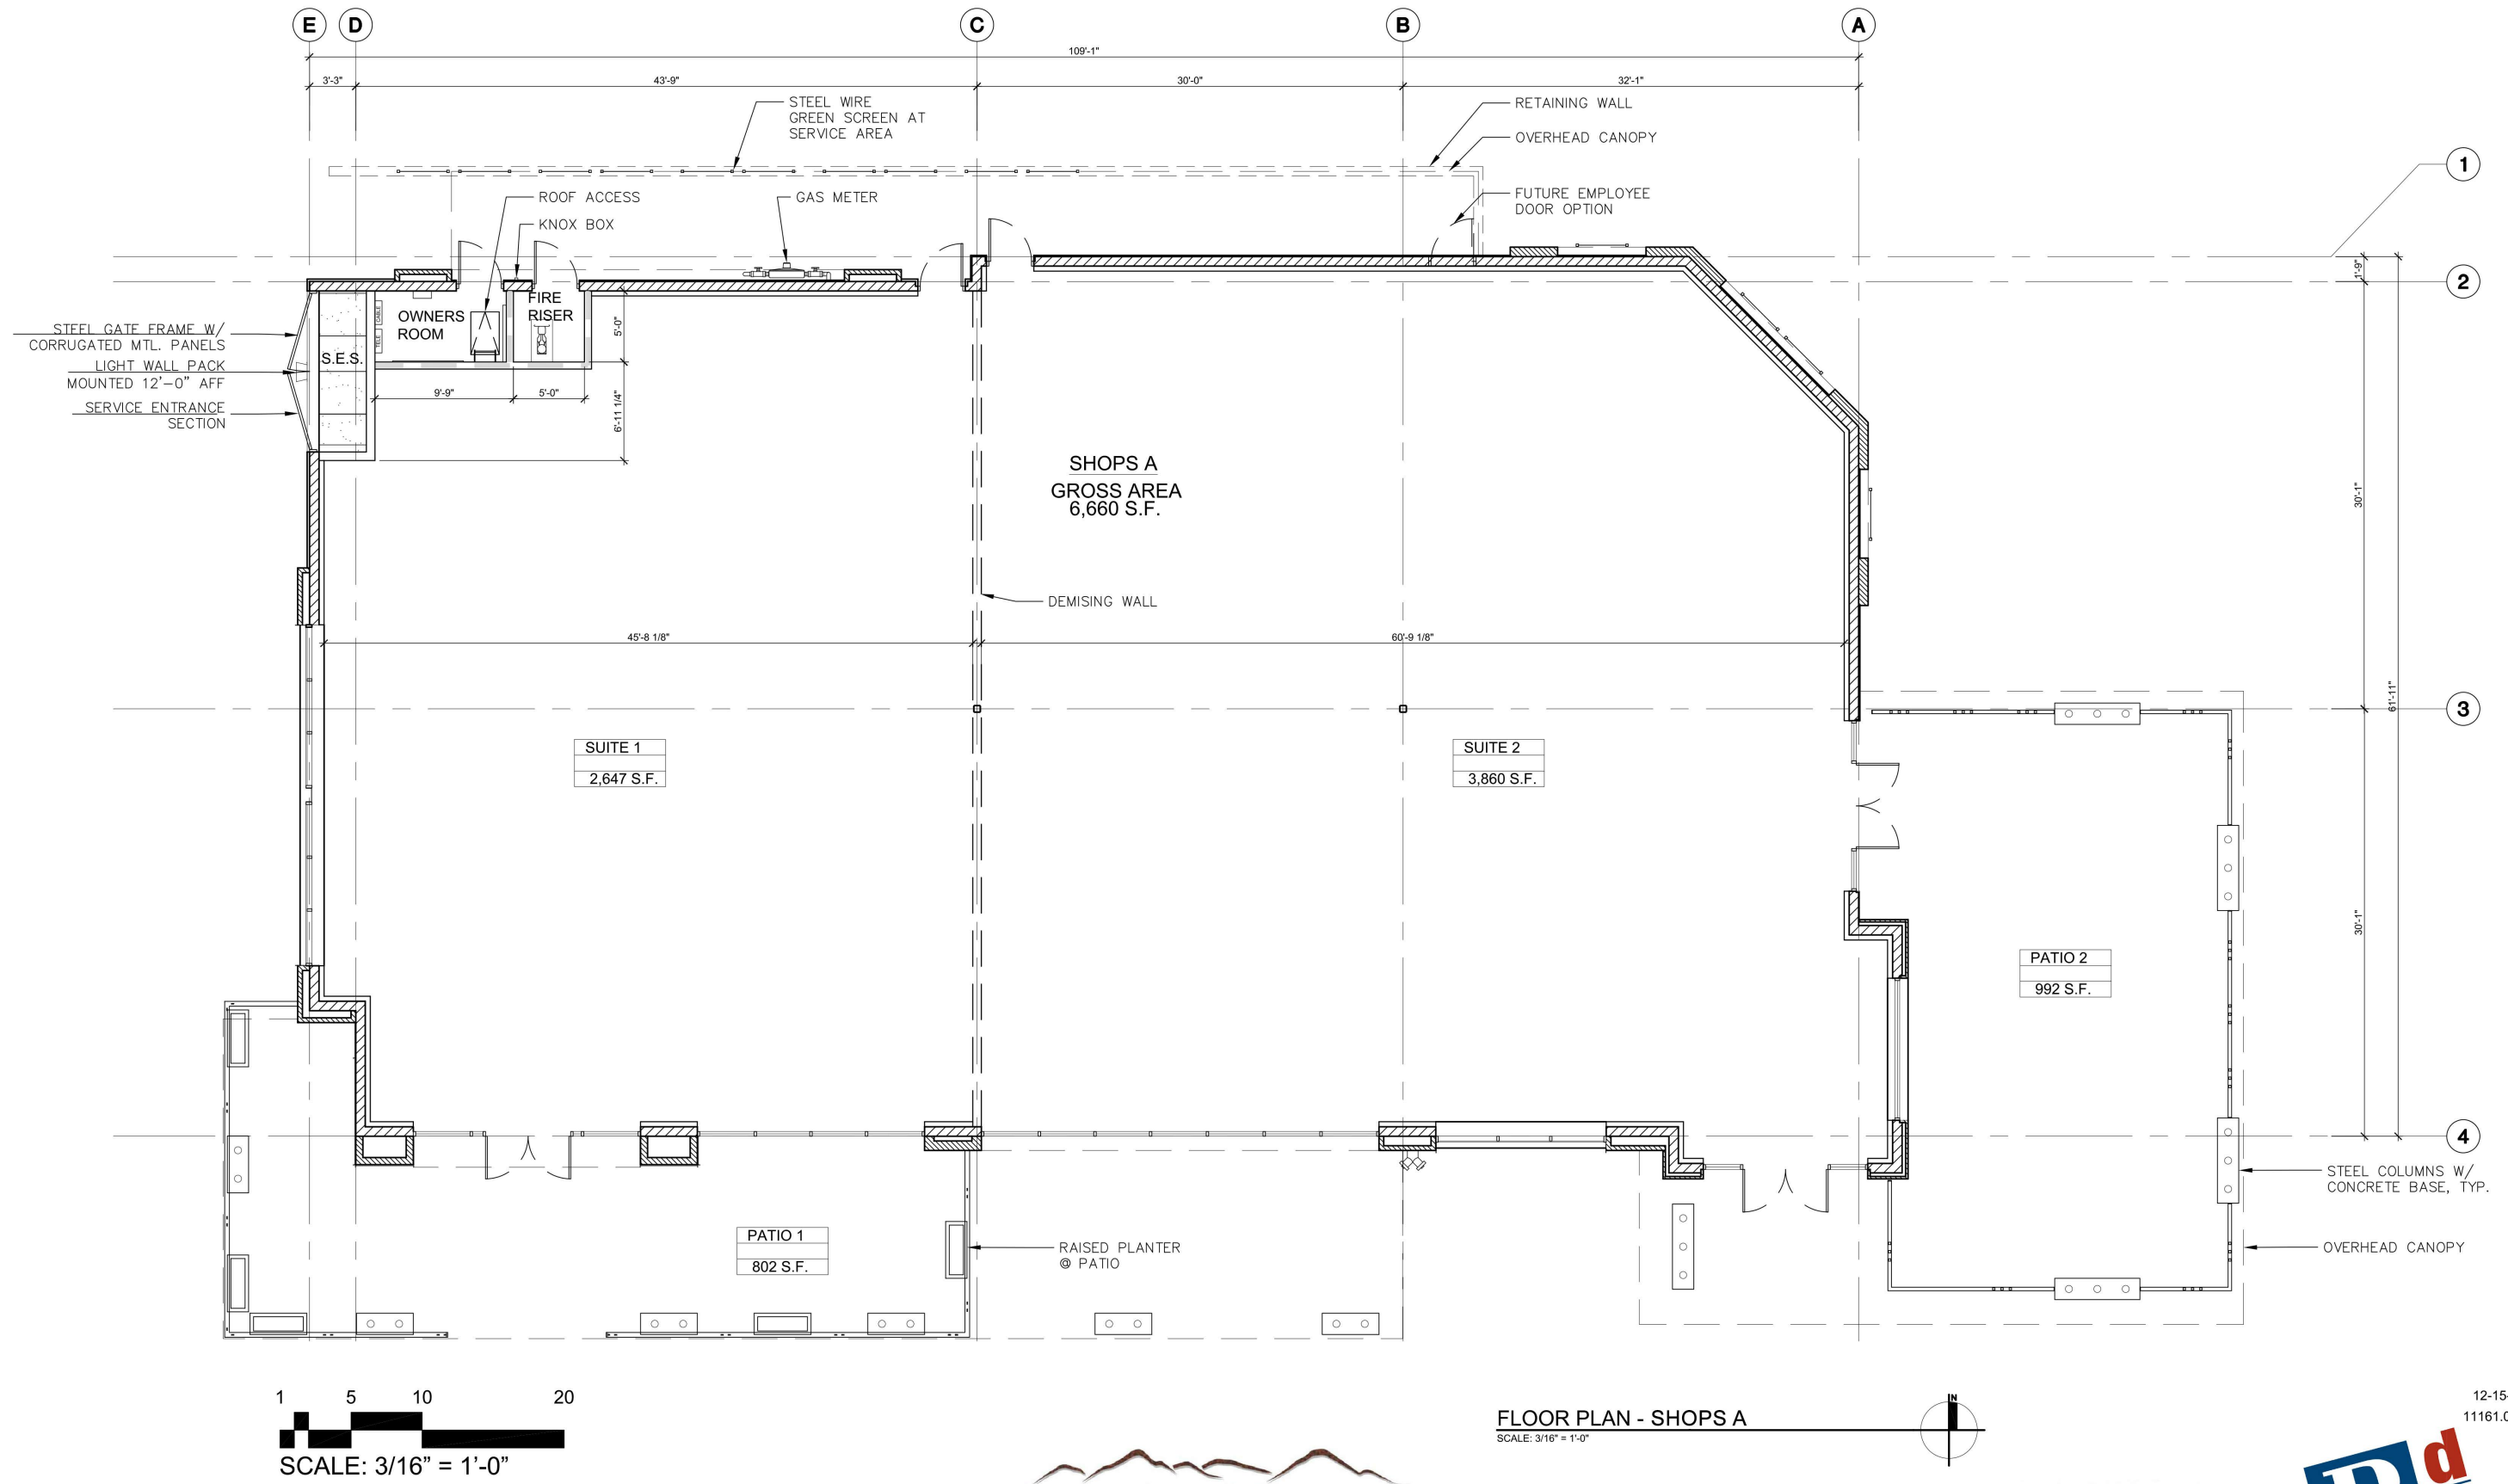 E
D
C
B
A
109'-1"
3'-3"
43'-9"
30'-0"
32'-1"
STEEL WIRE
GREEN SCREEN AT
SERVICE AREA
RETAINING WALL
OVERHEAD CANOPY
1
ROOF ACCESS
GAS METER
FUTURE EMPLOYEE
DOOR OPTION
KNOX BOX
1'-9"
2
FIRE
RISER
OWNERS
ROOM
CABLE
TELE
5'-0"
STEEL GATE FRAME W/
CORRUGATED MTL. PANELS
S.E.S.
LIGHT WALL PACK
MOUNTED 12'-0" AFF
9'-9"
5'-0"
6'-11 1/4"
SERVICE ENTRANCE
SECTION
SHOPS A
GROSS AREA
6,660 S.F.
30'-1"
DEMISING WALL
45'-8 1/8"
60'-9 1/8"
61'-11"
3
SUITE 1
2,647 S.F.
SUITE 2
3,860 S.F.
30'-1"
PATIO 2
992 S.F.
4
STEEL COLUMNS W/
CONCRETE BASE, TYP.
PATIO 1
802 S.F.
RAISED PLANTER
@ PATIO
OVERHEAD CANOPY
1 5 10 20
SCALE: 3/16" = 1'-0"
FLOOR PLAN - SHOPS A
SCALE: 3/16" = 1'-0"
N
12-15-
11161.0
d